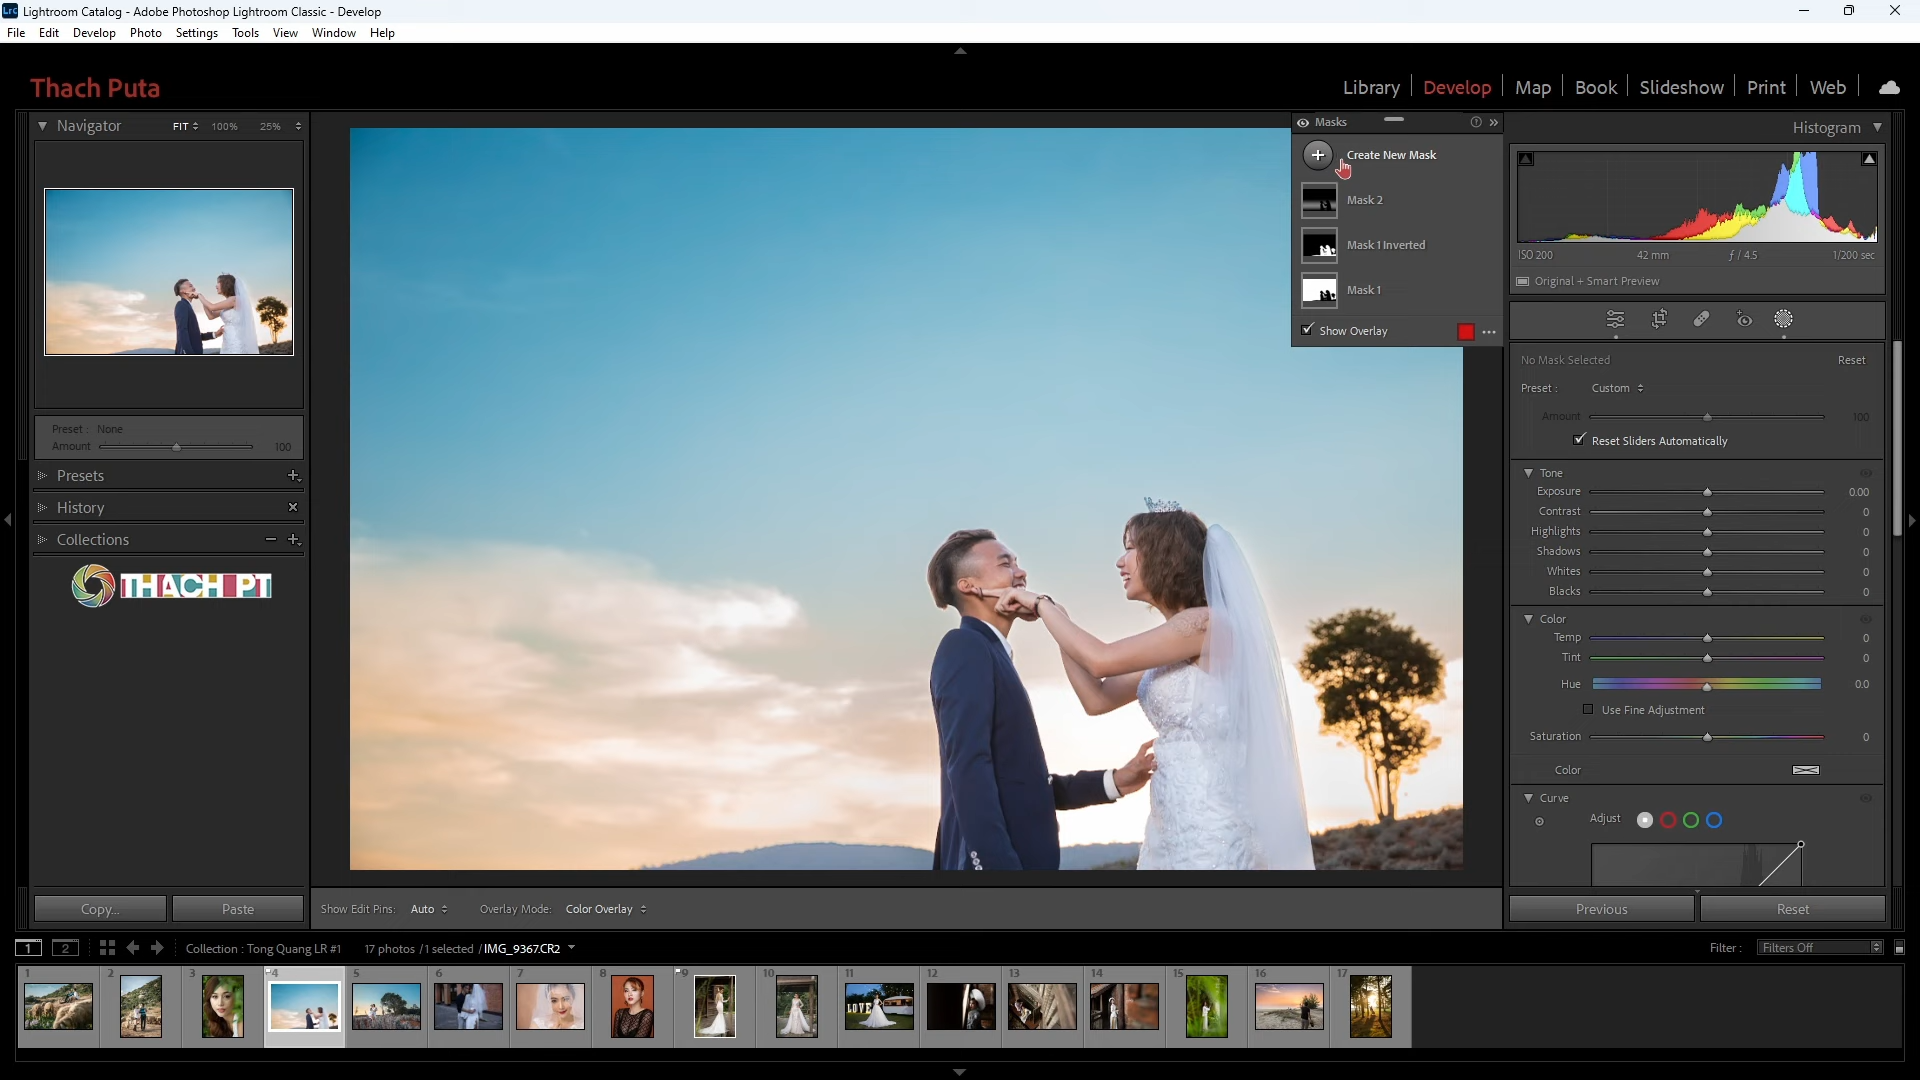 Lightroom Catalog - Adobe Photoshop Lightroom Classic - Develop
File Edit Develop Photo Settings Tools View Window Help
Thach Puta
Library Develop Map Book Slideshow Print Web
Navigator FIT 100% 25%
Preset : None
Amount 100
Presets
History
Collections
THACH PT
Copy... Paste
Masks
Create New Mask
Mask 2
Mask 1 Inverted
Mask 1
Show Overlay
Show Edit Pins: Auto Overlay Mode: Color Overlay
Histogram
ISO 200 42 mm ƒ / 4.5 1/200 sec
Original + Smart Preview
No Mask Selected Reset
Preset : Custom
Amount 100
Reset Sliders Automatically
Tone
Exposure 0.00
Contrast 0
Highlights 0
Shadows 0
Whites 0
Blacks 0
Color
Temp 0
Tint 0
Hue 0.0
Use Fine Adjustment
Saturation 0
Color
Curve
Adjust
Previous Reset
1 2 Collection : Tong Quang LR #1 17 photos / 1 selected / IMG_9367.CR2 Filter : Filters Off
1 2 3 4 5 6 7 8 9 10 11 12 13 14 15 16 17
LOVE